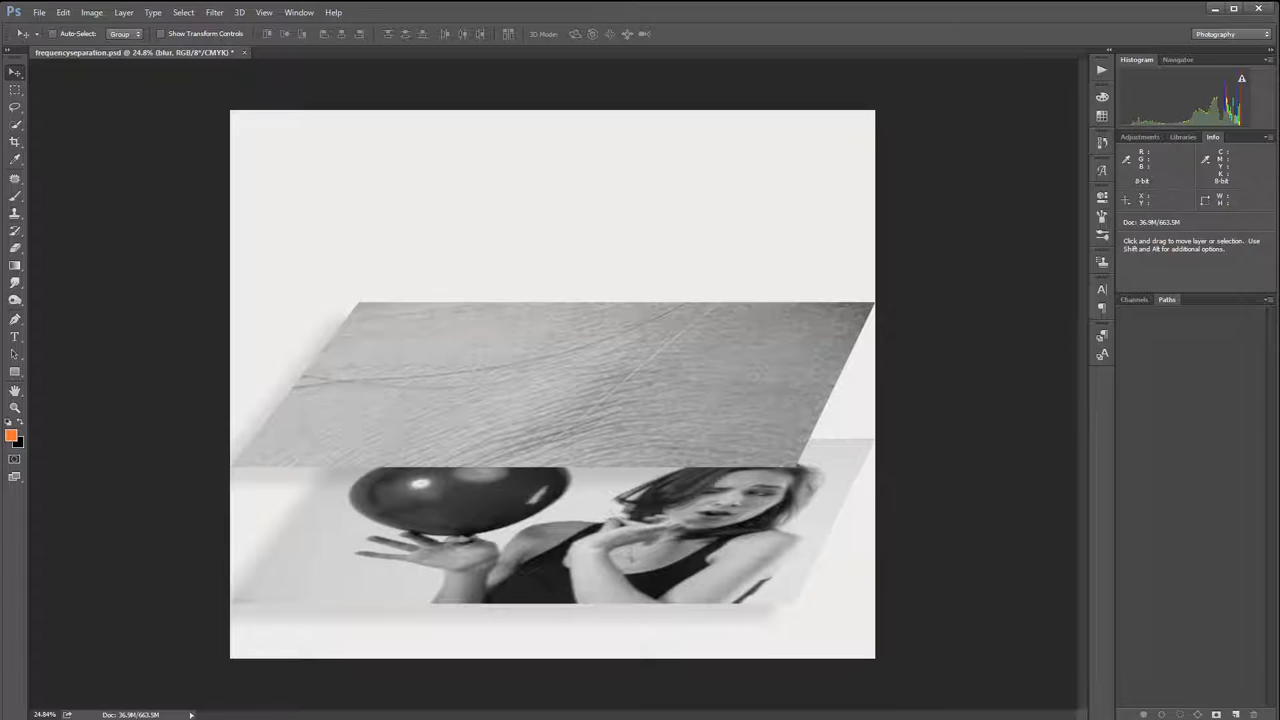 Ps File Edit Image Layer Type Select Filter 3D View Window Help
Auto-Select: Group Show Transform Controls 3D Mode: Photography
frequencyseparation.psd @ 24.8% (blur, RGB/8*/CMYK) * ×
Histogram Navigator
Adjustments Libraries Info
R : C :
G : M :
B : Y :
K :
8-bit 8-bit
X : W :
Y : H :
Doc: 36.9M/663.5M
Click and drag to move layer or selection. Use
Shift and Alt for additional options.
Channels Paths
24.84% Doc: 36.9M/663.5M